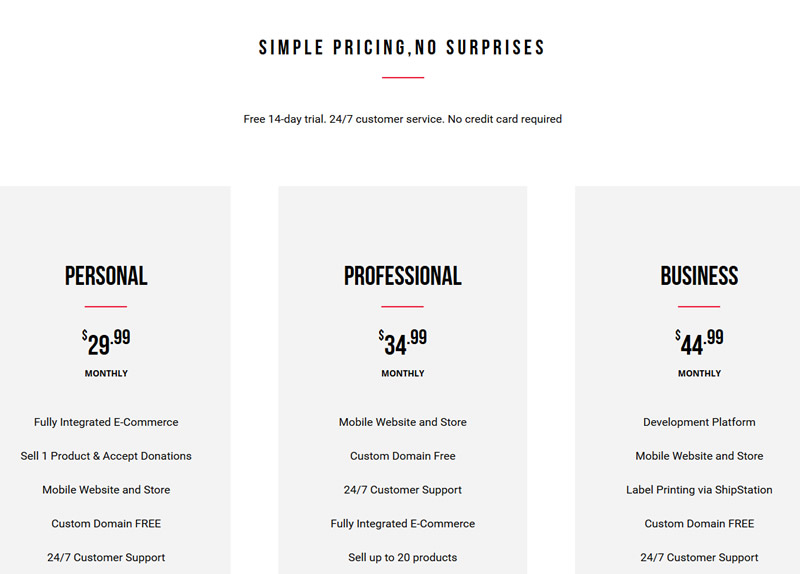 SIMPLE PRICING,NO SURPRISES
Free 14-day trial. 24/7 customer service. No credit card required
PERSONAL
$29.99
MONTHLY
Fully Integrated E-Commerce
Sell 1 Product & Accept Donations
Mobile Website and Store
Custom Domain FREE
24/7 Customer Support
PROFESSIONAL
$34.99
MONTHLY
Mobile Website and Store
Custom Domain Free
24/7 Customer Support
Fully Integrated E-Commerce
Sell up to 20 products
BUSINESS
$44.99
MONTHLY
Development Platform
Mobile Website and Store
Label Printing via ShipStation
Custom Domain FREE
24/7 Customer Support